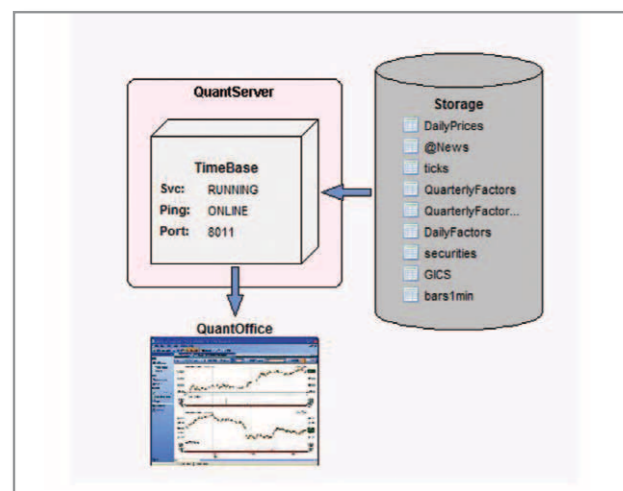 QuantServer
TimeBase
Svc: RUNNING
Ping: ONLINE
Port: 8011
Storage
DailyPrices
@News
ticks
QuarterlyFactors
QuarterlyFactor...
DailyFactors
securities
GICS
bars1min
QuantOffice